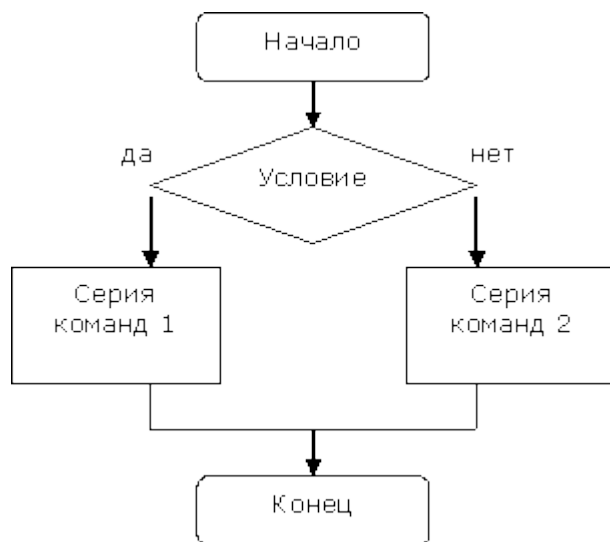 Начало
да
нет
Условие
Серия
команд 1
Серия
команд 2
Конец